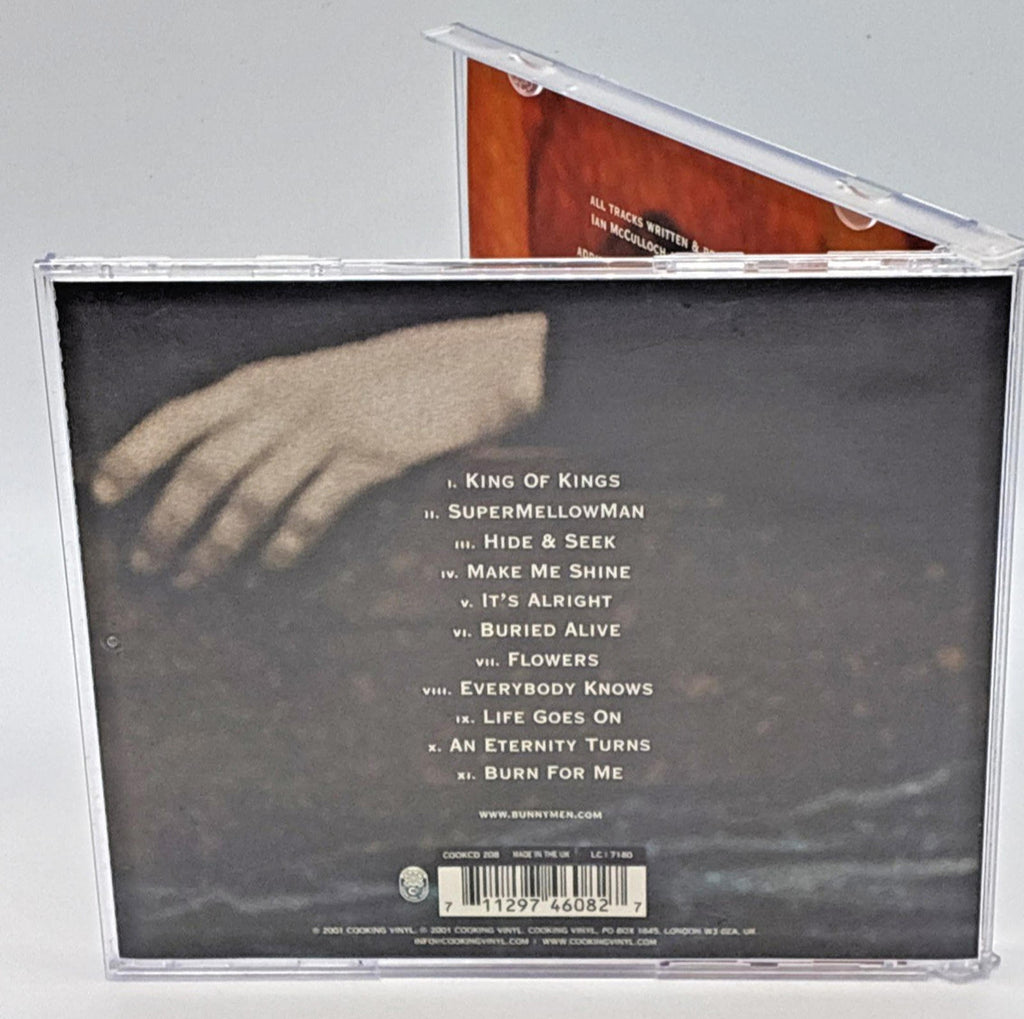 ALL TRACKS WRITTEN &
IAN MCCULLOCH
I. KING OF KINGS
II. SUPERMELLOWMAN
III. HIDE & SEEK
IV. MAKE ME SHINE
V. IT'S ALRIGHT
VI. BURIED ALIVE
VII. FLOWERS
VIII. EVERYBODY KNOWS
IX. LIFE GOES ON
X. AN ETERNITY TURNS
XI. BURN FOR ME
WWW.BUNNYMEN.COM
COOKCD 208 MADE IN THE UK LC: 7180
7 11297 46082 7
© 2001 COOKING VINYL. ℗ 2001 COOKING VINYL. COOKING VINYL, PO BOX 1845, LONDON W3 0ZA, UK.
INFO@COOKINGVINYL.COM | WWW.COOKINGVINYL.COM